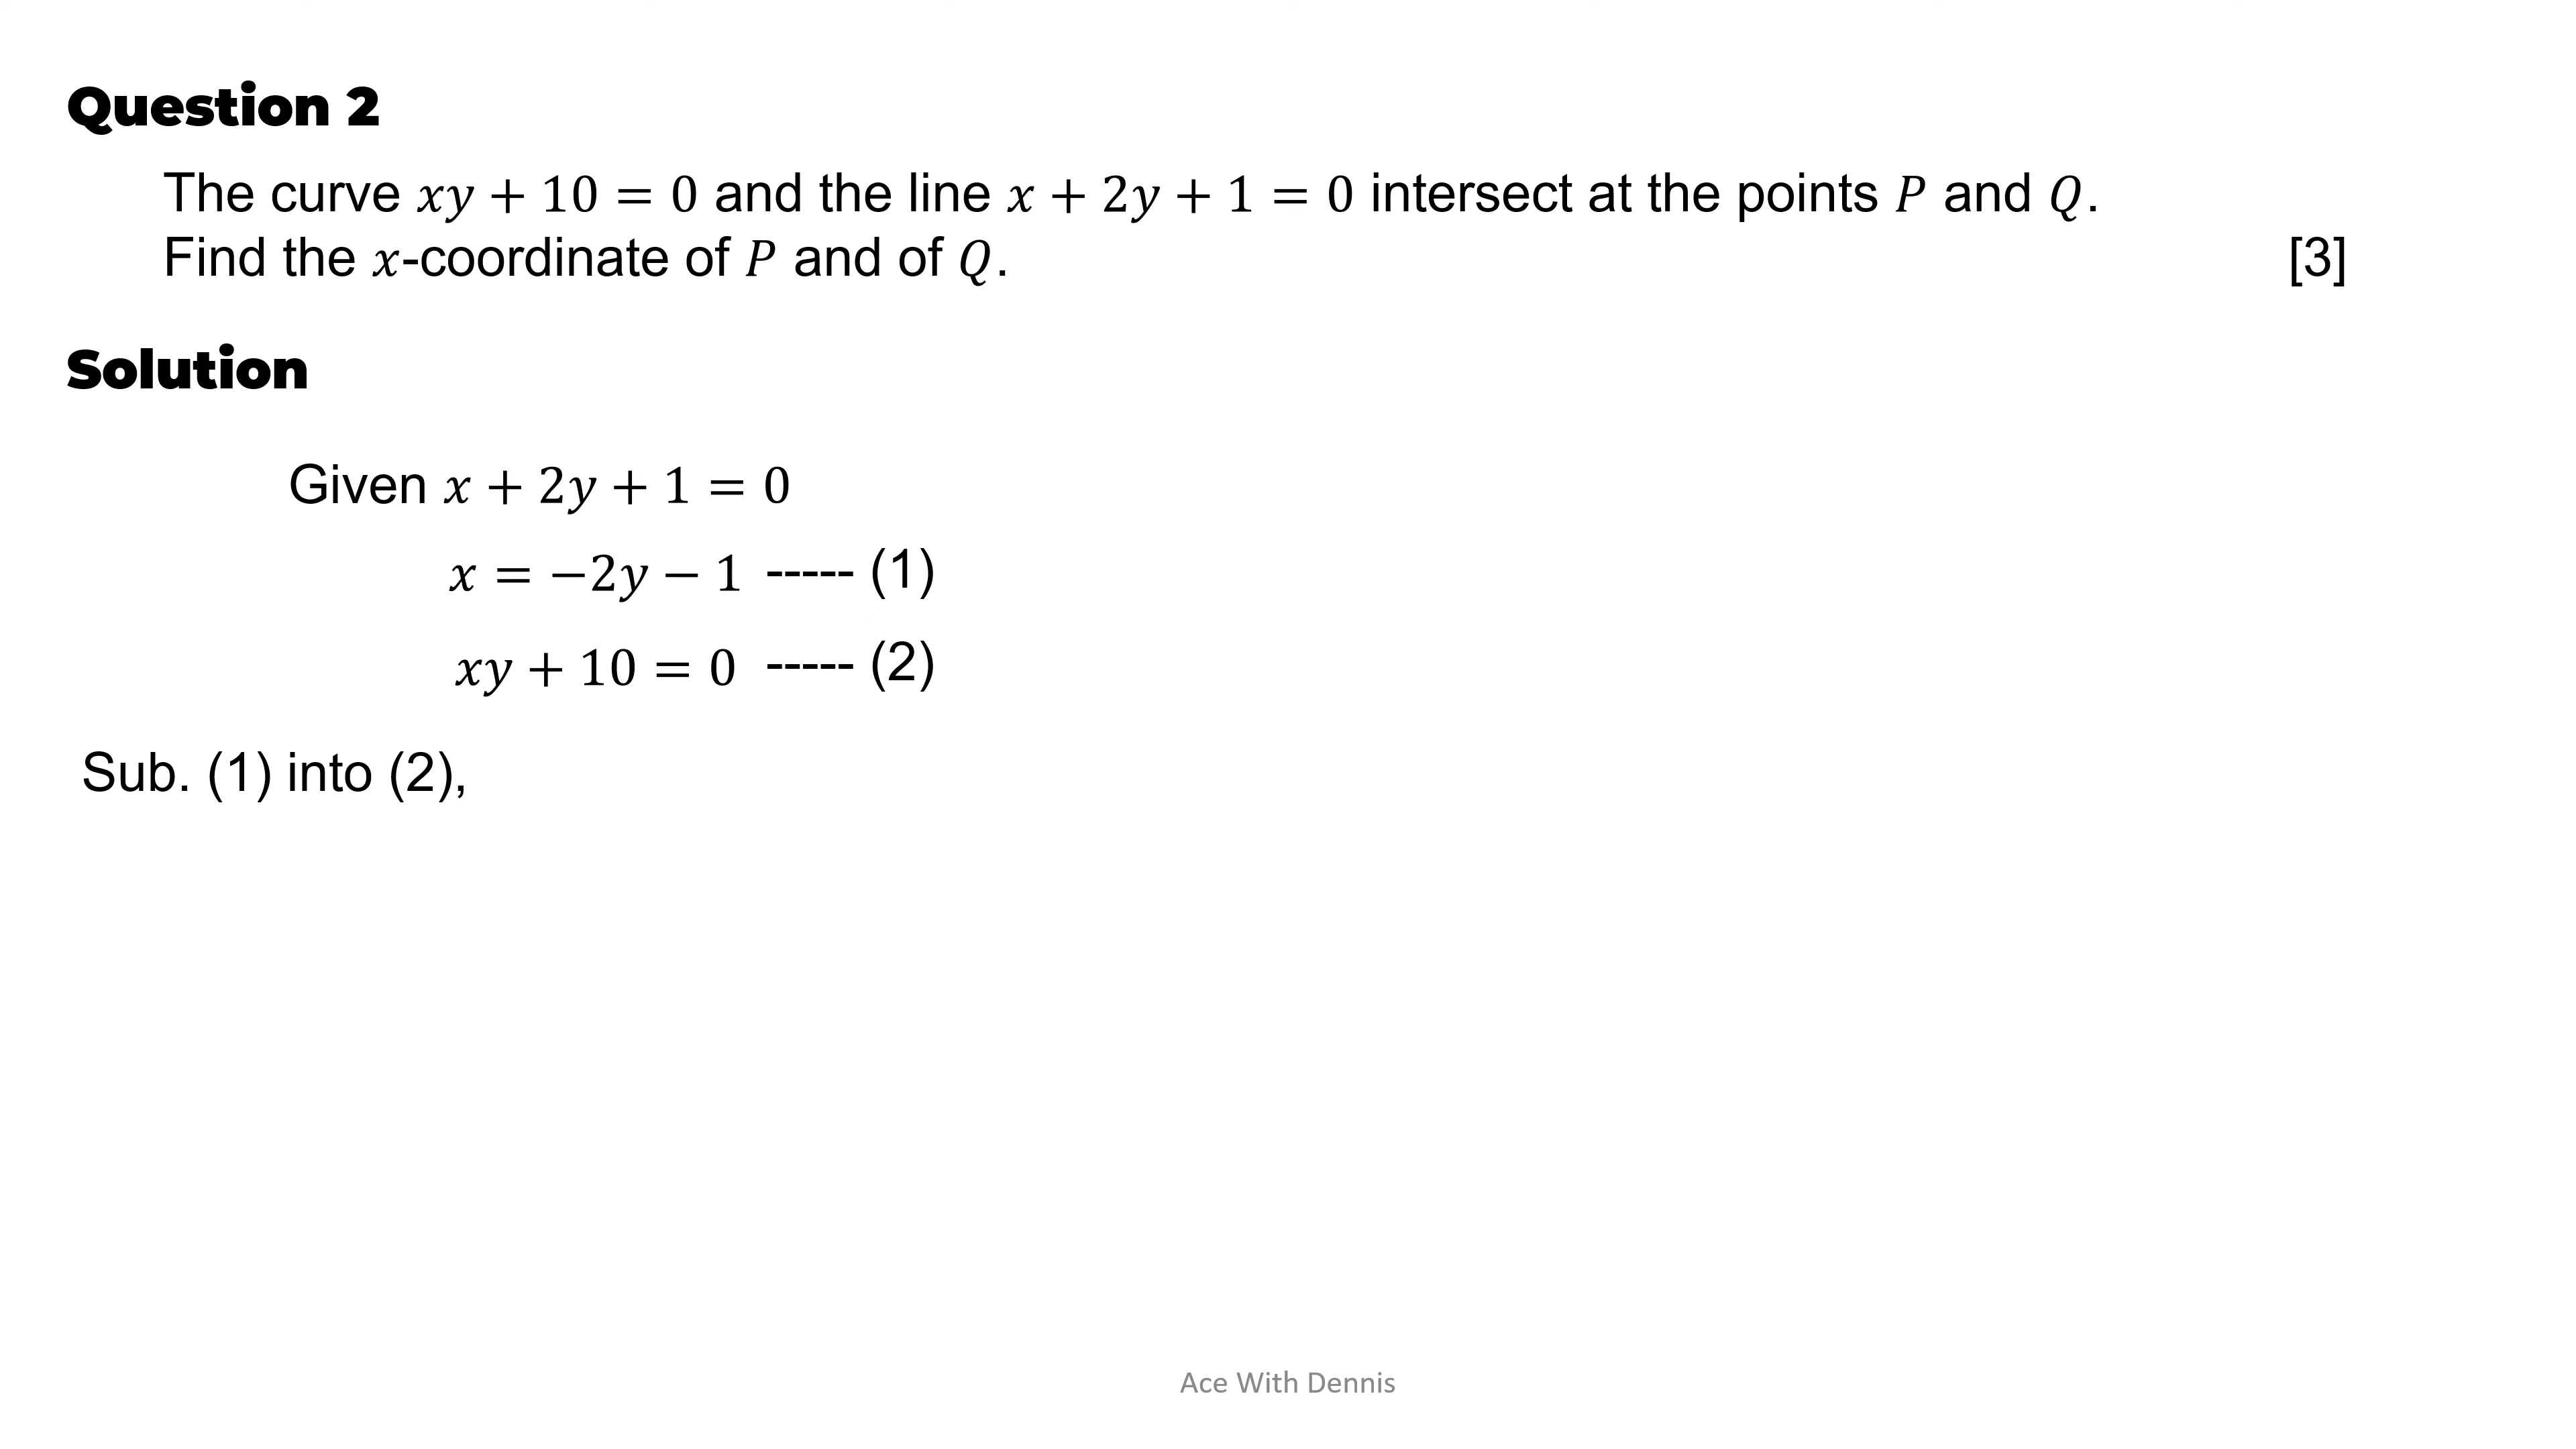 Question 2
The curve 𝑥𝑦 + 10 = 0 and the line 𝑥 + 2𝑦 + 1 = 0 intersect at the points 𝑃 and 𝑄.
Find the 𝑥-coordinate of 𝑃 and of 𝑄. [3]
Solution
Given 𝑥 + 2𝑦 + 1 = 0
𝑥 = −2𝑦 − 1 ----- (1)
𝑥𝑦 + 10 = 0 ----- (2)
Sub. (1) into (2),
Ace With Dennis